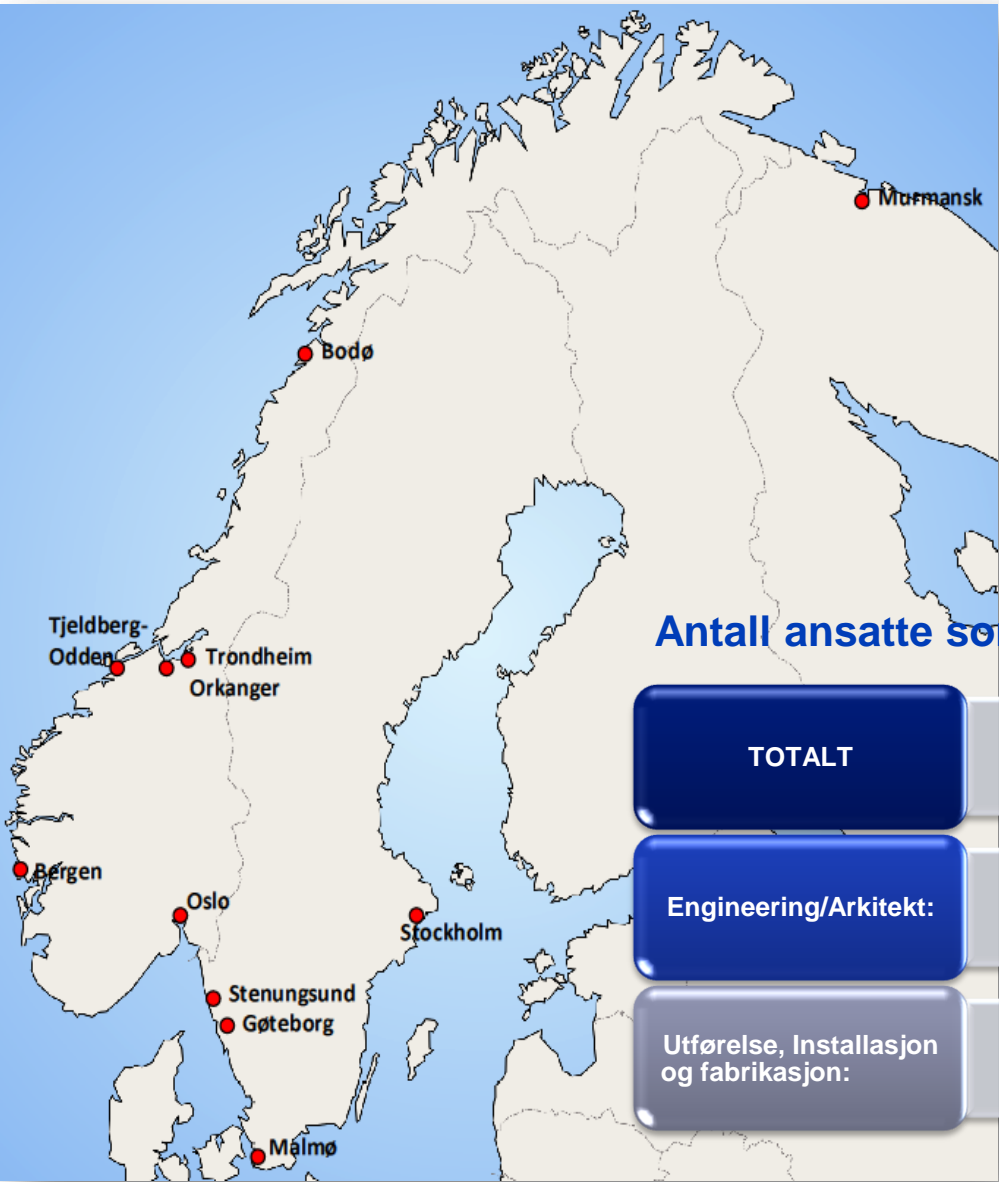 Murmansk
Bodø
Tjeldberg-
Odden
Trondheim
Orkanger
Antall ansatte so
TOTALT
Bergen
Oslo
Engineering/Arkitekt:
Stockholm
Stenungsund
Gøteborg
Utførelse, Installasjon
og fabrikasjon:
Malmø